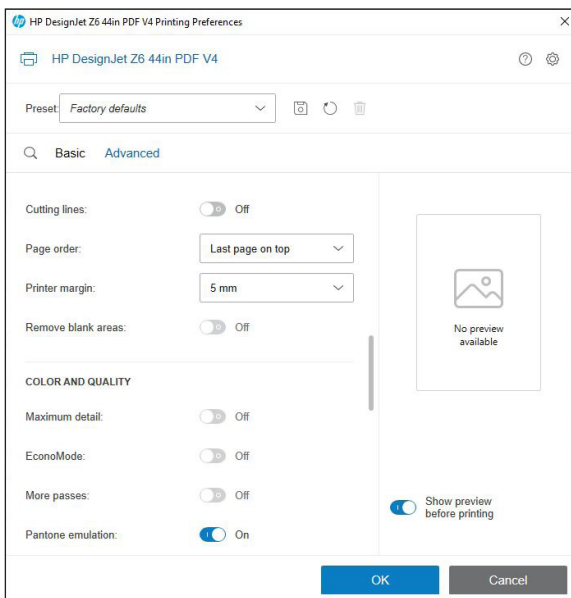 HP DesignJet Z6 44in PDF V4 Printing Preferences
HP DesignJet Z6 44in PDF V4
Preset: Factory defaults
Basic Advanced
Cutting lines: Off
Page order: Last page on top
Printer margin: 5 mm
Remove blank areas: Off
No preview
available
COLOR AND QUALITY
Maximum detail: Off
EconoMode: Off
More passes: Off
Show preview
before printing
Pantone emulation: On
OK Cancel